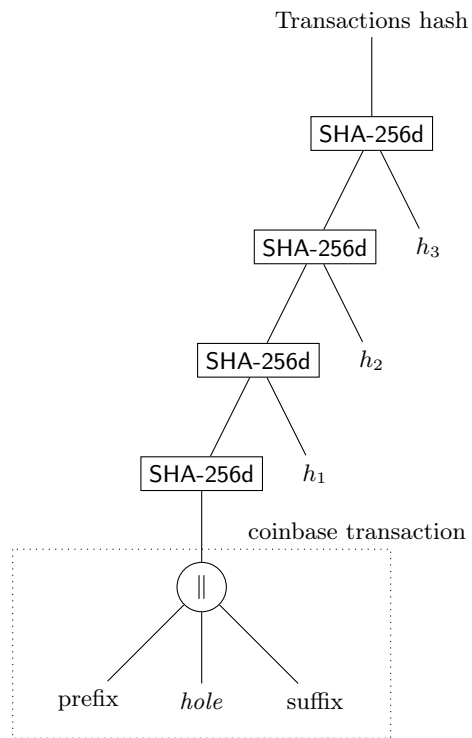 Transactions hash
SHA-256d
SHA-256d
h₃
SHA-256d
h₂
SHA-256d
h₁
coinbase transaction
||
prefix
hole
suffix